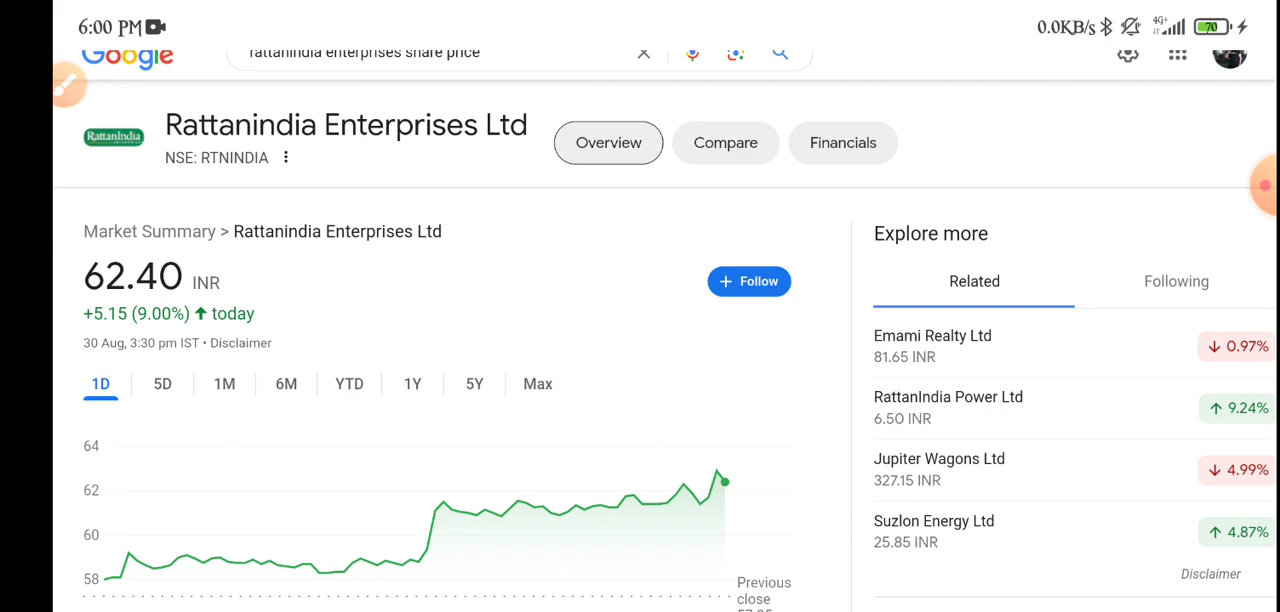 6:00 PM
0.0KB/s 4G+ 70
Google
rattanindia enterprises share price
RattanIndia
Rattanindia Enterprises Ltd
NSE: RTNINDIA
Overview
Compare
Financials
Market Summary > Rattanindia Enterprises Ltd
62.40 INR
+ Follow
+5.15 (9.00%) ↑ today
30 Aug, 3:30 pm IST • Disclaimer
1D 5D 1M 6M YTD 1Y 5Y Max
64
62
60
58
Previous
close
Explore more
Related
Following
Emami Realty Ltd
81.65 INR
↓ 0.97%
RattanIndia Power Ltd
6.50 INR
↑ 9.24%
Jupiter Wagons Ltd
327.15 INR
↓ 4.99%
Suzlon Energy Ltd
25.85 INR
↑ 4.87%
Disclaimer